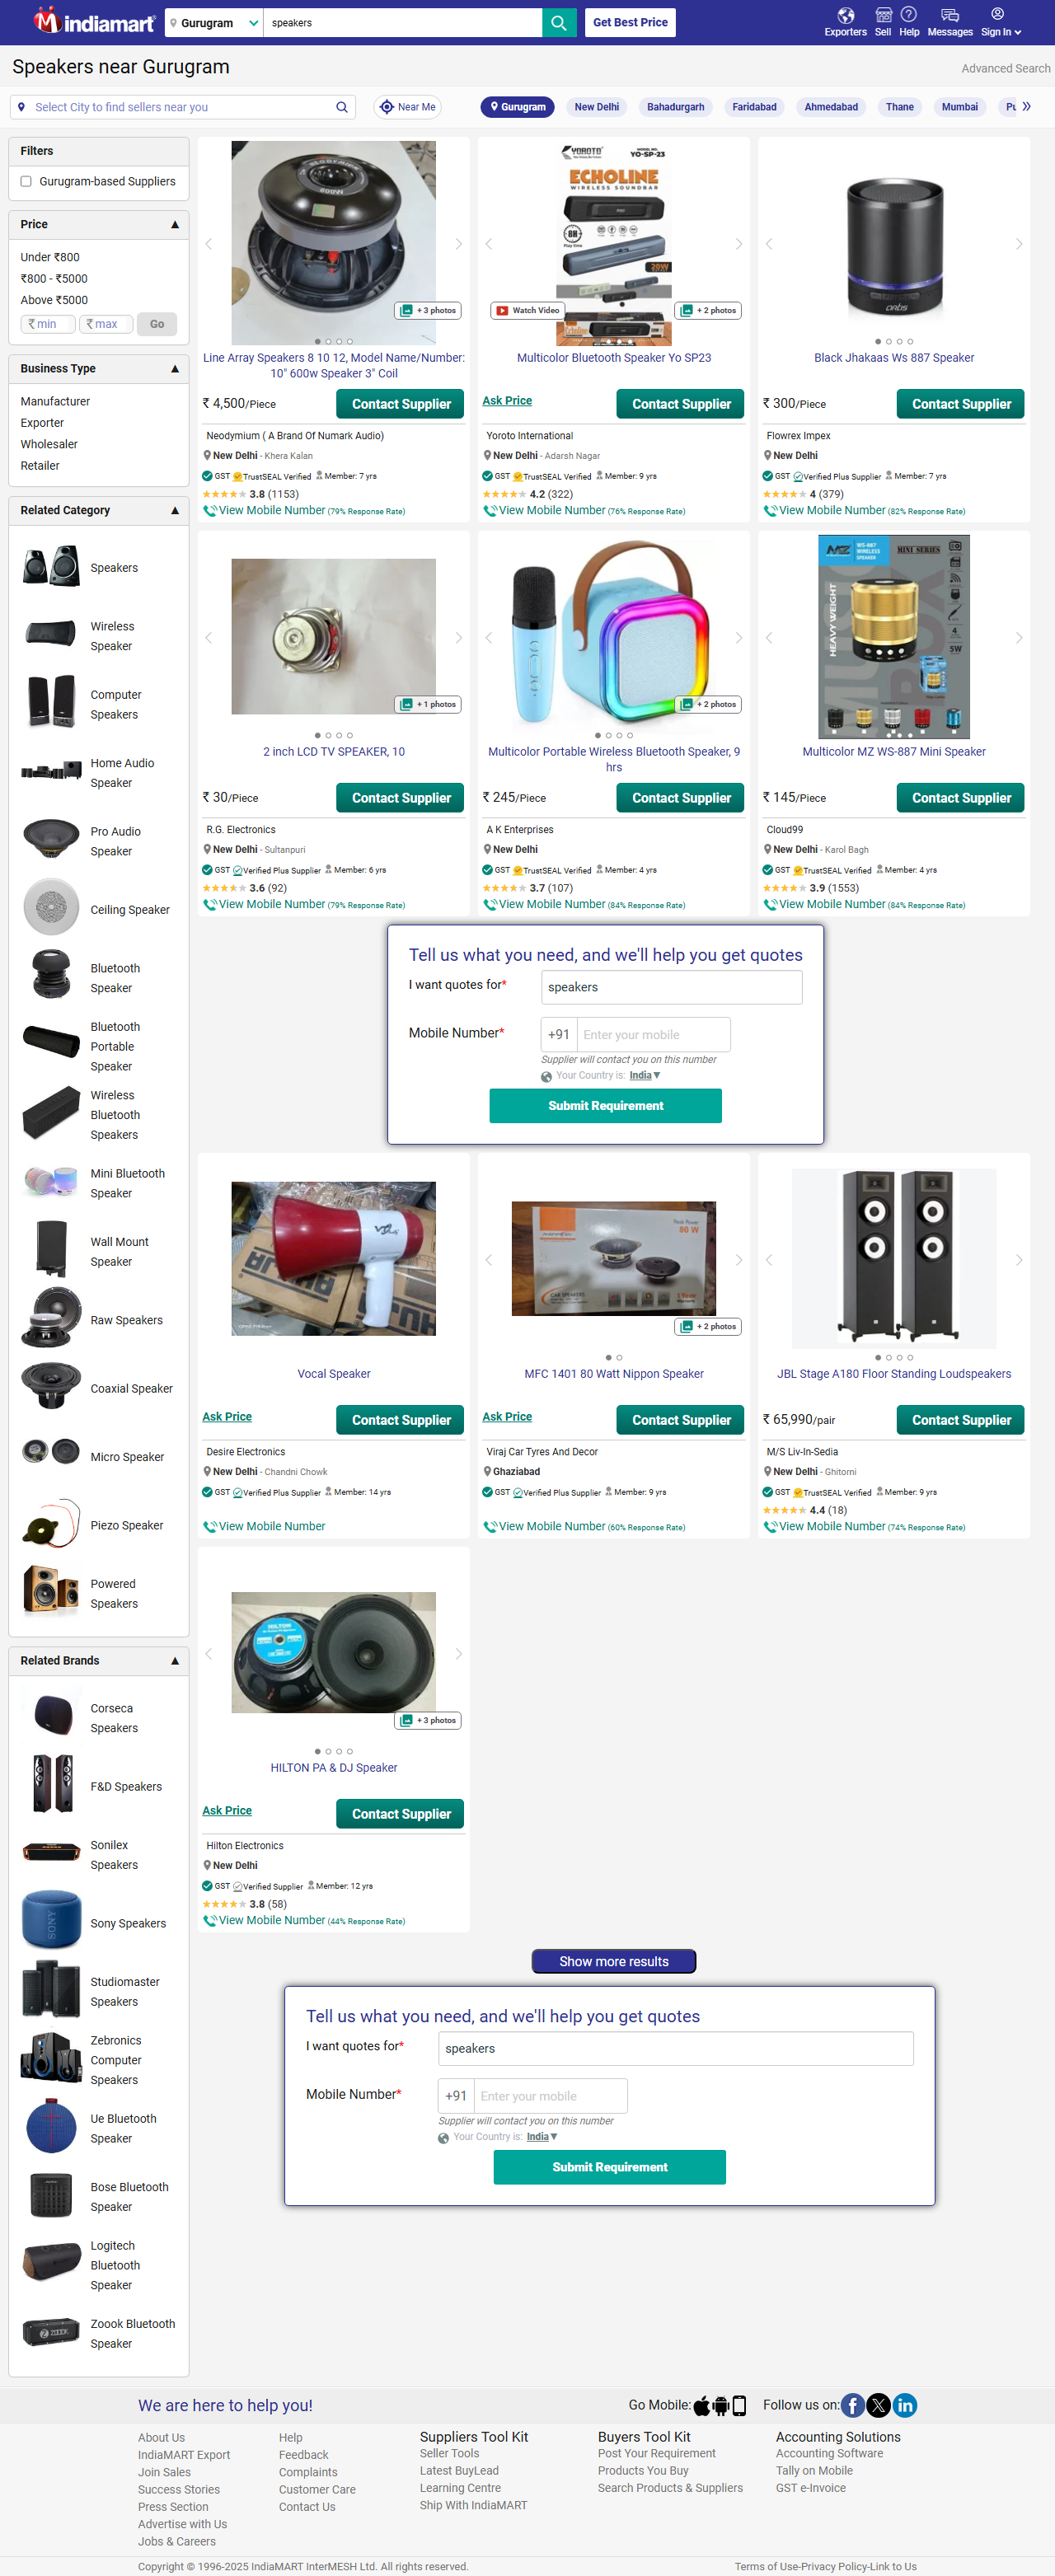 indiamart
Gurugram
speakers
Get Best Price
Exporters
Sell
Help
Messages
Sign In
Speakers near Gurugram
Advanced Search
Select City to find sellers near you
Near Me
Gurugram
New Delhi
Bahadurgarh
Faridabad
Ahmedabad
Thane
Mumbai
Filters
Gurugram-based Suppliers
Price
Under ₹800
₹800 - ₹5000
Above ₹5000
₹ min
₹ max
Go
Business Type
Manufacturer
Exporter
Wholesaler
Retailer
Related Category
Speakers
Wireless
Speaker
Computer
Speakers
Home Audio
Speaker
Pro Audio
Speaker
Ceiling Speaker
Bluetooth
Speaker
Bluetooth
Portable
Speaker
Wireless
Bluetooth
Speakers
Mini Bluetooth
Speaker
Wall Mount
Speaker
Raw Speakers
Coaxial Speaker
Micro Speaker
Piezo Speaker
Powered
Speakers
Related Brands
Corseca
Speakers
F&D Speakers
Sonilex
Speakers
SONY
Sony Speakers
Studiomaster
Speakers
Zebronics
Computer
Speakers
Ue Bluetooth
Speaker
Bose Bluetooth
Speaker
Logitech
Bluetooth
Speaker
ZOOOK
Zoook Bluetooth
Speaker
600W
+ 3 photos
Line Array Speakers 8 10 12, Model Name/Number:
10" 600w Speaker 3" Coil
₹ 4,500/Piece
Contact Supplier
Neodymium ( A Brand Of Numark Audio)
New Delhi - Khera Kalan
GST TrustSEAL Verified Member: 7 yrs
3.8 (1153)
View Mobile Number (79% Response Rate)
YOROTO
YO-SP-23
ECHOLINE
WIRELESS SOUNDBAR
8H
Play time
20W
Watch Video
+ 2 photos
Multicolor Bluetooth Speaker Yo SP23
Ask Price
Contact Supplier
Yoroto International
New Delhi - Adarsh Nagar
GST TrustSEAL Verified Member: 9 yrs
4.2 (322)
View Mobile Number (76% Response Rate)
artis
Black Jhakaas Ws 887 Speaker
₹ 300/Piece
Contact Supplier
Flowrex Impex
New Delhi
GST Verified Plus Supplier Member: 7 yrs
4 (379)
View Mobile Number (82% Response Rate)
+ 1 photos
2 inch LCD TV SPEAKER, 10
₹ 30/Piece
Contact Supplier
R.G. Electronics
New Delhi - Sultanpuri
GST Verified Plus Supplier Member: 6 yrs
3.6 (92)
View Mobile Number (79% Response Rate)
+ 2 photos
Multicolor Portable Wireless Bluetooth Speaker, 9
hrs
₹ 245/Piece
Contact Supplier
A K Enterprises
New Delhi
GST TrustSEAL Verified Member: 4 yrs
3.7 (107)
View Mobile Number (84% Response Rate)
MZ
WS-887
WIRELESS
SPEAKER
MINI SERIES
HEAVY WEIGHT
4
5W
Multicolor MZ WS-887 Mini Speaker
₹ 145/Piece
Contact Supplier
Cloud99
New Delhi - Karol Bagh
GST TrustSEAL Verified Member: 4 yrs
3.9 (1553)
View Mobile Number (84% Response Rate)
Tell us what you need, and we'll help you get quotes
I want quotes for*
speakers
Mobile Number*
+91
Enter your mobile
Supplier will contact you on this number
Your Country is: India
Submit Requirement
Vocal Speaker
Ask Price
Contact Supplier
Desire Electronics
New Delhi - Chandni Chowk
GST Verified Plus Supplier Member: 14 yrs
View Mobile Number
Peak Power
80 W
CAR SPEAKERS
1 Year
+ 2 photos
MFC 1401 80 Watt Nippon Speaker
Ask Price
Contact Supplier
Viraj Car Tyres And Decor
Ghaziabad
GST Verified Plus Supplier Member: 9 yrs
View Mobile Number (60% Response Rate)
JBL Stage A180 Floor Standing Loudspeakers
₹ 65,990/pair
Contact Supplier
M/S Liv-In-Sedia
New Delhi - Ghitorni
GST TrustSEAL Verified Member: 9 yrs
4.4 (18)
View Mobile Number (74% Response Rate)
HILTON
+ 3 photos
HILTON PA & DJ Speaker
Ask Price
Contact Supplier
Hilton Electronics
New Delhi
GST Verified Supplier Member: 12 yrs
3.8 (58)
View Mobile Number (44% Response Rate)
Show more results
Tell us what you need, and we'll help you get quotes
I want quotes for*
speakers
Mobile Number*
+91
Enter your mobile
Supplier will contact you on this number
Your Country is: India
Submit Requirement
We are here to help you!
Go Mobile:
Follow us on:
About Us
IndiaMART Export
Join Sales
Success Stories
Press Section
Advertise with Us
Jobs & Careers
Help
Feedback
Complaints
Customer Care
Contact Us
Suppliers Tool Kit
Seller Tools
Latest BuyLead
Learning Centre
Ship With IndiaMART
Buyers Tool Kit
Post Your Requirement
Products You Buy
Search Products & Suppliers
Accounting Solutions
Accounting Software
Tally on Mobile
GST e-Invoice
Copyright © 1996-2025 IndiaMART InterMESH Ltd. All rights reserved.
Terms of Use-Privacy Policy-Link to Us